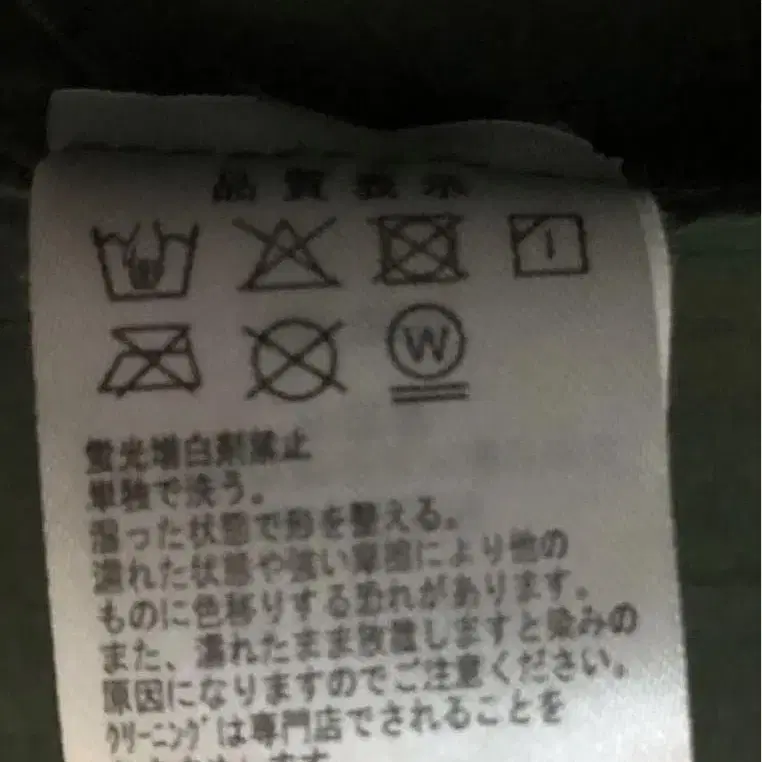 品質表示
W
蛍光増白剤禁止
単独で洗う。
湿った状態で形を整える。
濡れた状態や強い摩擦により他の
ものに色移りする恐れがあります。
また、濡れたまま放置しますと染みの
原因になりますのでご注意ください。
クリーニングは専門店でされることを